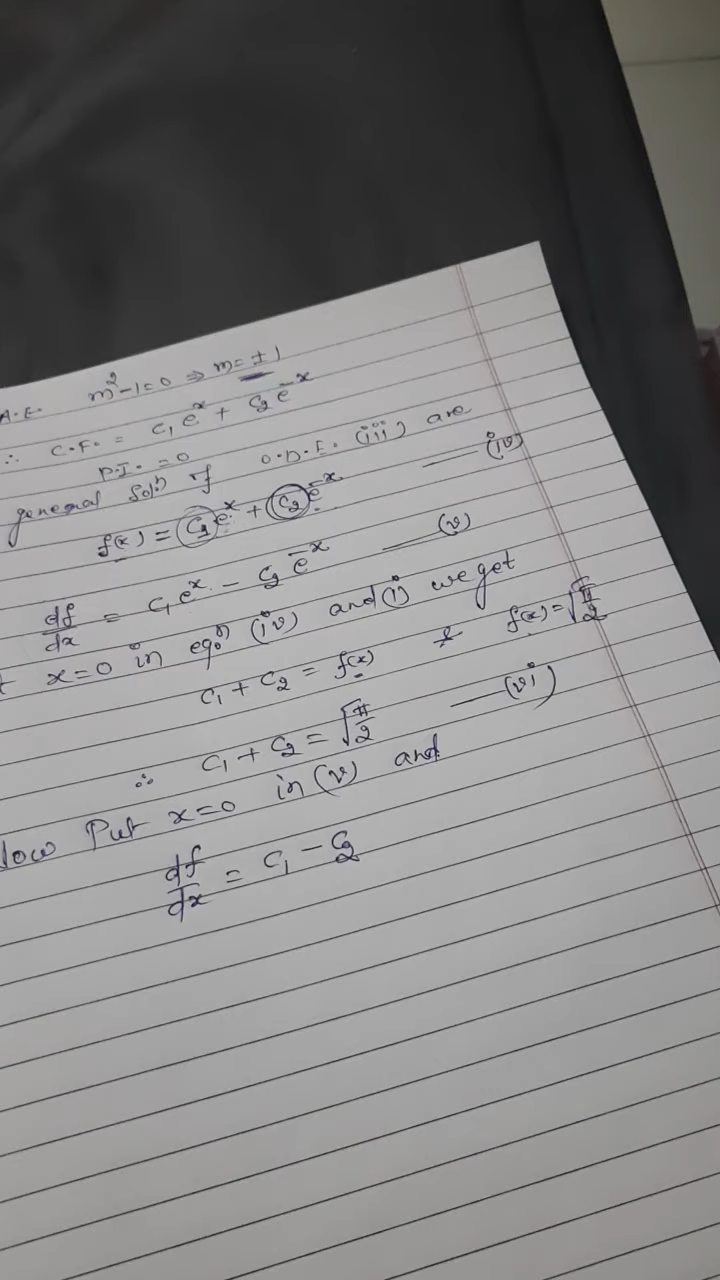 A.E. m²-1=0 ⇒ m=±1
∴ C.F. = C₁eˣ + C₂e⁻ˣ
P.I. = 0
general Solⁿ of O.D.E. (iii) are
f(x) = C₁eˣ + C₂e⁻ˣ — (iv)
df/dx = C₁eˣ - C₂e⁻ˣ — (v)
x=0 in eqⁿ (iv) and (i) we get
C₁ + C₂ = f(x) & f(x) = √π/2
∴ C₁ + C₂ = √π/2 — (vi)
Now Put x=0 in (v) and
df/dx = C₁ - C₂